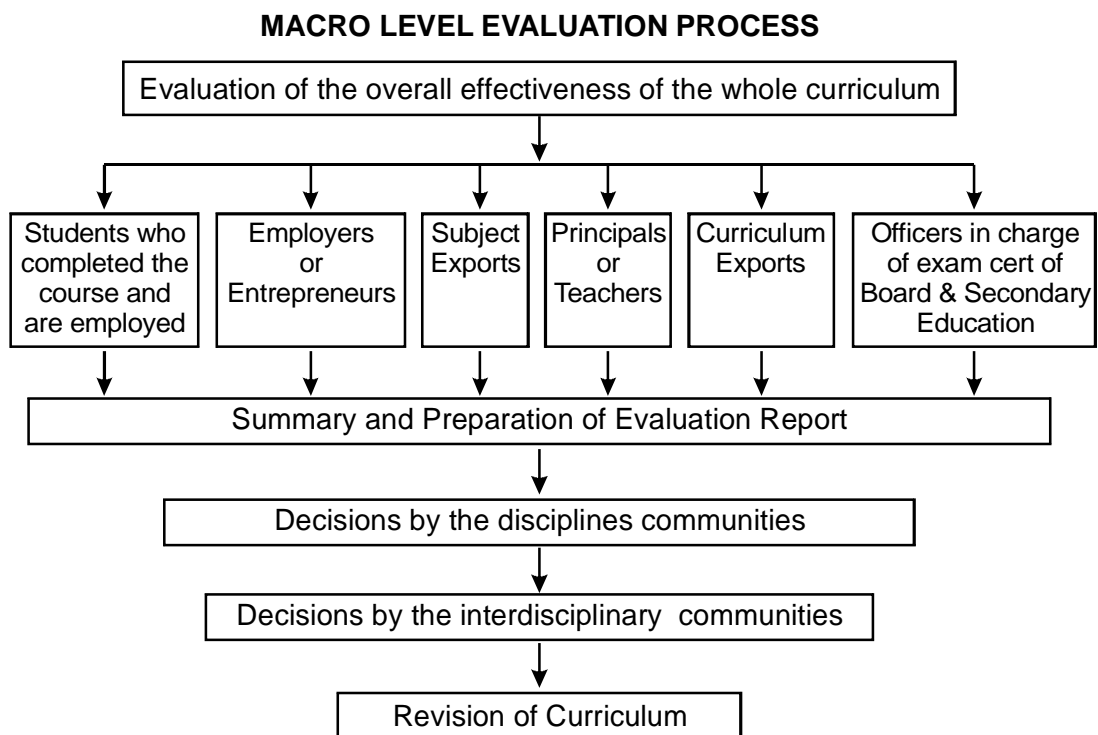 MACRO LEVEL EVALUATION PROCESS
Evaluation of the overall effectiveness of the whole curriculum
Students who
completed the
course and
are employed
Employers
or
Entrepreneurs
Subject
Exports
Principals
or
Teachers
Curriculum
Exports
Officers in charge
of exam cert of
Board & Secondary
Education
Summary and Preparation of Evaluation Report
Decisions by the disciplines communities
Decisions by the interdisciplinary communities
Revision of Curriculum